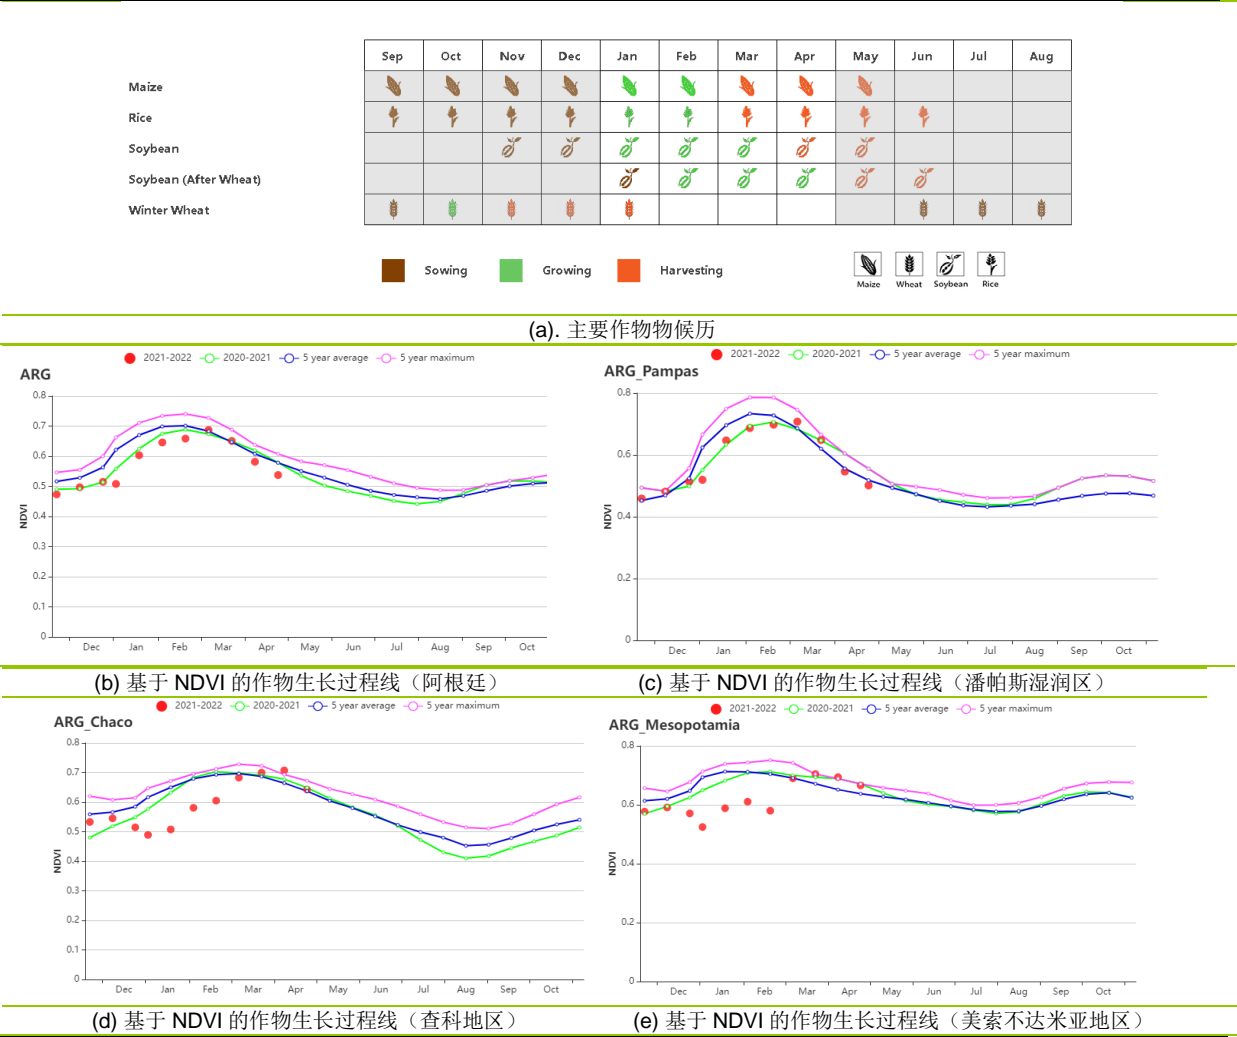 Sep Oct Nov Dec Jan Feb Mar Apr May Jun Jul Aug
Maize
Rice
Soybean
Soybean (After Wheat)
Winter Wheat
Sowing Growing Harvesting
Maize Wheat Soybean Rice
(a). 主要作物物候历
2021-2022 2020-2021 5 year average 5 year maximum
ARG
0.8
0.7
0.6
0.5
0.4
0.3
0.2
0.1
0
NDVI
Dec Jan Feb Mar Apr May Jun Jul Aug Sep Oct
2021-2022 2020-2021 5 year average 5 year maximum
ARG_Pampas
0.8
0.6
0.4
0.2
0
NDVI
Dec Jan Feb Mar Apr May Jun Jul Aug Sep Oct
(b) 基于 NDVI 的作物生长过程线（阿根廷）
(c) 基于 NDVI 的作物生长过程线（潘帕斯湿润区）
2021-2022 2020-2021 5 year average 5 year maximum
ARG_Chaco
0.8
0.7
0.6
0.5
0.4
0.3
0.2
0.1
0
NDVI
Dec Jan Feb Mar Apr May Jun Jul Aug Sep Oct
2021-2022 2020-2021 5 year average 5 year maximum
ARG_Mesopotamia
0.8
0.6
0.4
0.2
0
NDVI
Dec Jan Feb Mar Apr May Jun Jul Aug Sep Oct
(d) 基于 NDVI 的作物生长过程线（查科地区）
(e) 基于 NDVI 的作物生长过程线（美索不达米亚地区）